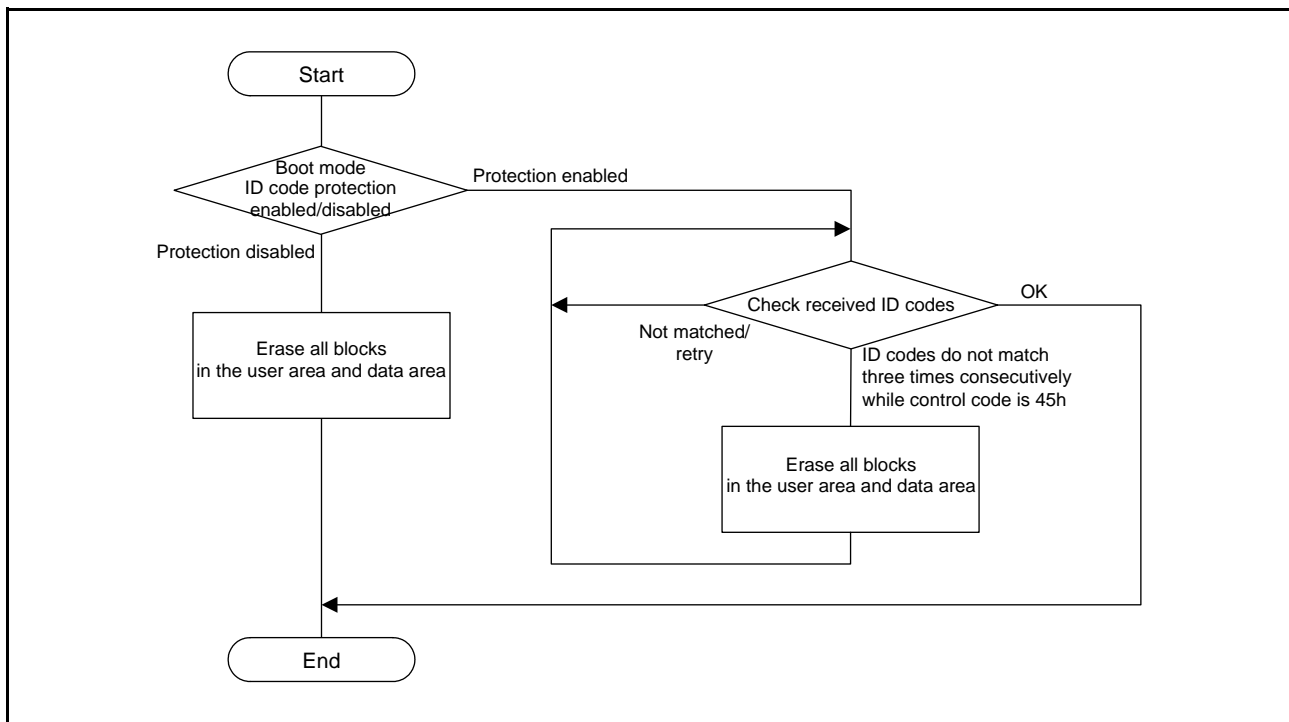 Start
Boot mode
ID code protection
enabled/disabled
Protection enabled
Protection disabled
Erase all blocks
in the user area and data area
Check received ID codes
OK
Not matched/
retry
ID codes do not match
three times consecutively
while control code is 45h
Erase all blocks
in the user area and data area
End